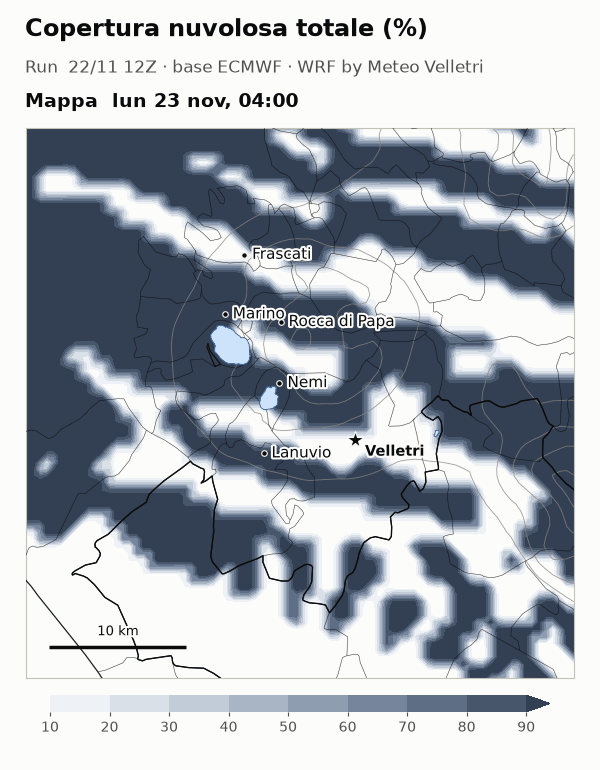 Copertura nuvolosa totale (%)
Run 22/11 12Z · base ECMWF · WRF by Meteo Velletri
Mappa lun 23 nov, 04:00
Frascati
Marino
Rocca di Papa
Nemi
Velletri
Lanuvio
10 km
10 20 30 40 50 60 70 80 90